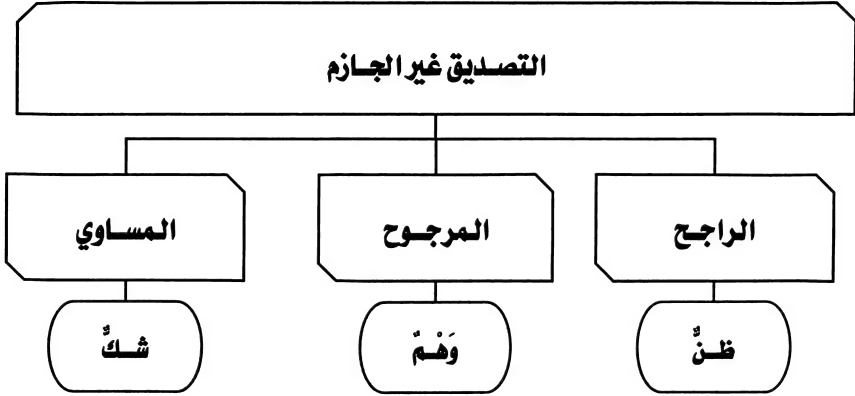 التصديق غير الجازم
الراجح
المرجوح
المساوي
ظنٌّ
وَهْمٌ
شكٌّ